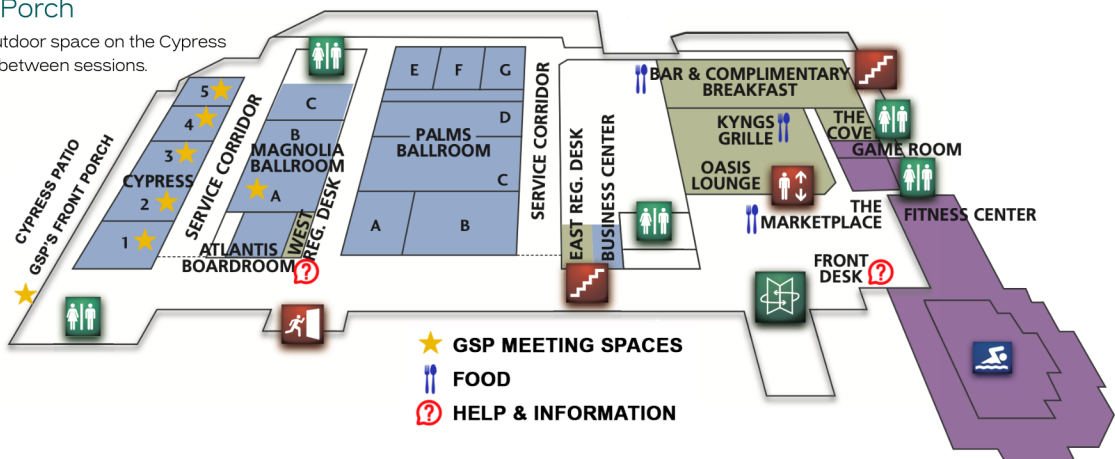 Porch
utdoor space on the Cypress
between sessions.
CYPRESS PATIO
GSP'S FRONT PORCH
5
4
3
CYPRESS
2
1
SERVICE CORRIDOR
C
B
MAGNOLIA
BALLROOM
A
ATLANTIS
BOARDROOM
WEST
REG. DESK
E
F
G
D
PALMS
BALLROOM
C
A
B
SERVICE CORRIDOR
EAST REG. DESK
BUSINESS CENTER
BAR & COMPLIMENTARY
BREAKFAST
KYNGS
GRILLE
OASIS
LOUNGE
THE
COVE
GAME ROOM
THE
MARKETPLACE
FITNESS CENTER
FRONT
DESK
?
?
GSP MEETING SPACES
FOOD
? HELP & INFORMATION